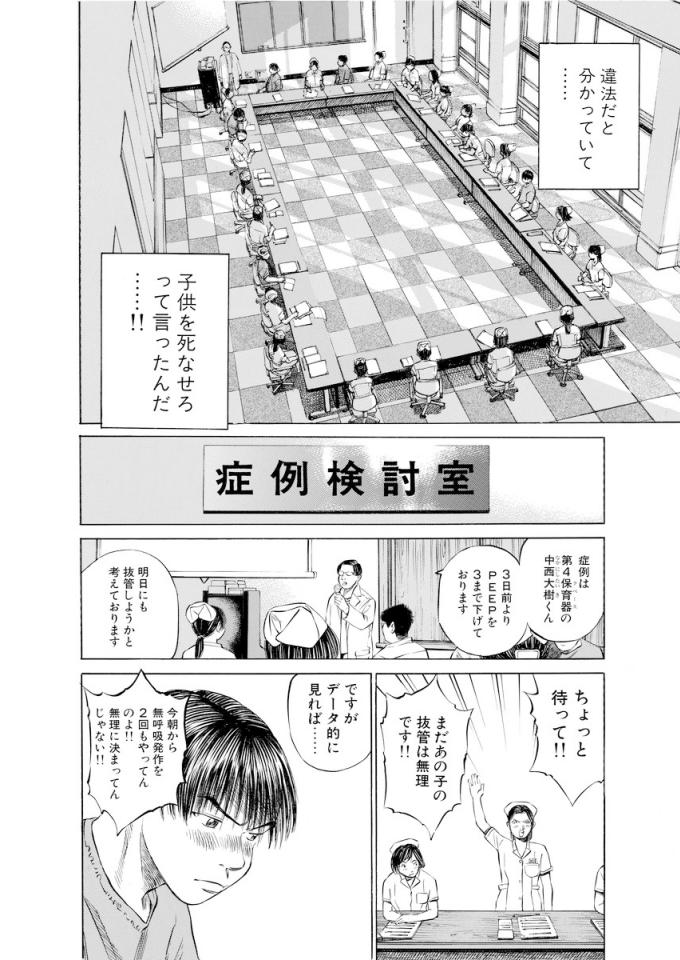 違法だと
分かっていて
……
子供を死なせろ
って言ったんだ
……!!
症例検討室
症例は
第4保育器の
中西大樹くん
3日前より
PEEPを
3まで下げて
おります
明日にも
抜管しようかと
考えております
ちょっと
待って!!
まだあの子の
抜管は無理
です!!
ですが
データ的に
見れば……
今朝から
無呼吸発作を
2回もやってん
のよ!!
無理に決まってん
じゃない!!